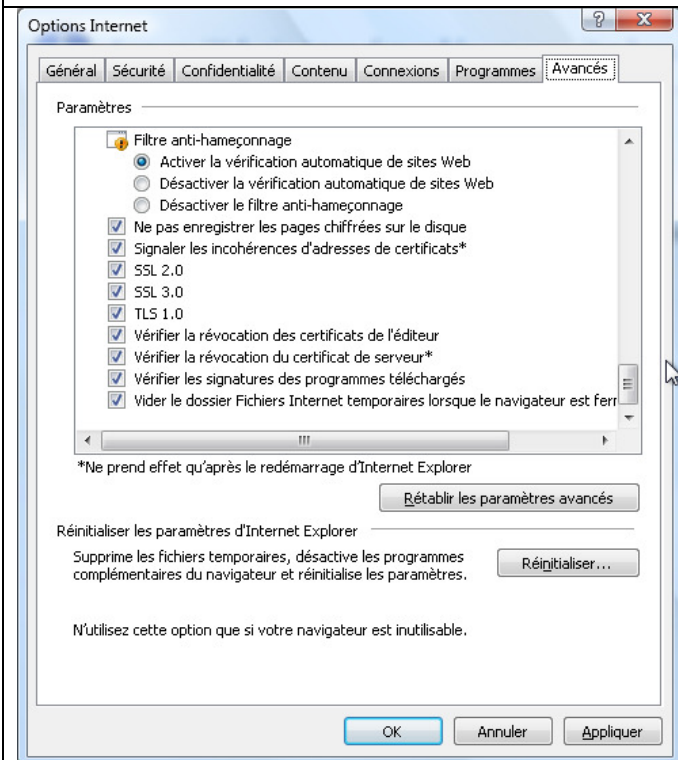 Options Internet
Général Sécurité Confidentialité Contenu Connexions Programmes Avancés
Paramètres
Filtre anti-hameçonnage
Activer la vérification automatique de sites Web
Désactiver la vérification automatique de sites Web
Désactiver le filtre anti-hameçonnage
Ne pas enregistrer les pages chiffrées sur le disque
Signaler les incohérences d'adresses de certificats*
SSL 2.0
SSL 3.0
TLS 1.0
Vérifier la révocation des certificats de l'éditeur
Vérifier la révocation du certificat de serveur*
Vérifier les signatures des programmes téléchargés
Vider le dossier Fichiers Internet temporaires lorsque le navigateur est ferr
*Ne prend effet qu'après le redémarrage d'Internet Explorer
Rétablir les paramètres avancés
Réinitialiser les paramètres d'Internet Explorer
Supprime les fichiers temporaires, désactive les programmes
complémentaires du navigateur et réinitialise les paramètres.
Réinitialiser...
N'utilisez cette option que si votre navigateur est inutilisable.
OK Annuler Appliquer